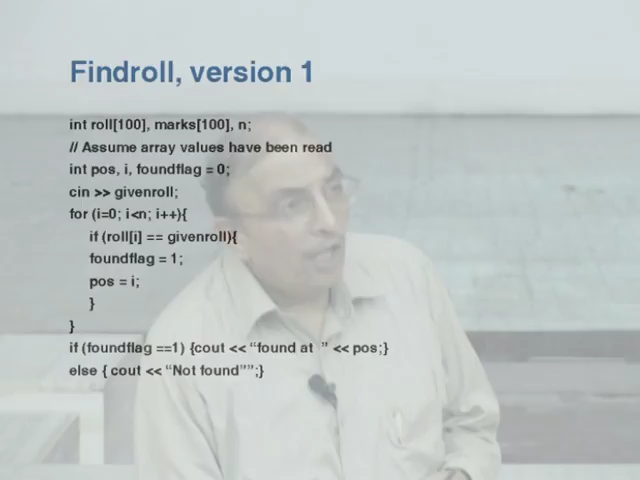 Findroll, version 1
int roll[100], marks[100], n;
// Assume array values have been read
int pos, i, foundflag = 0;
cin >> givenroll;
for (i=0; i<n; i++){
if (roll[i] == givenroll){
foundflag = 1;
pos = i;
}
}
if (foundflag ==1) {cout << “found at  ” << pos;}
else { cout << “Not found””;}